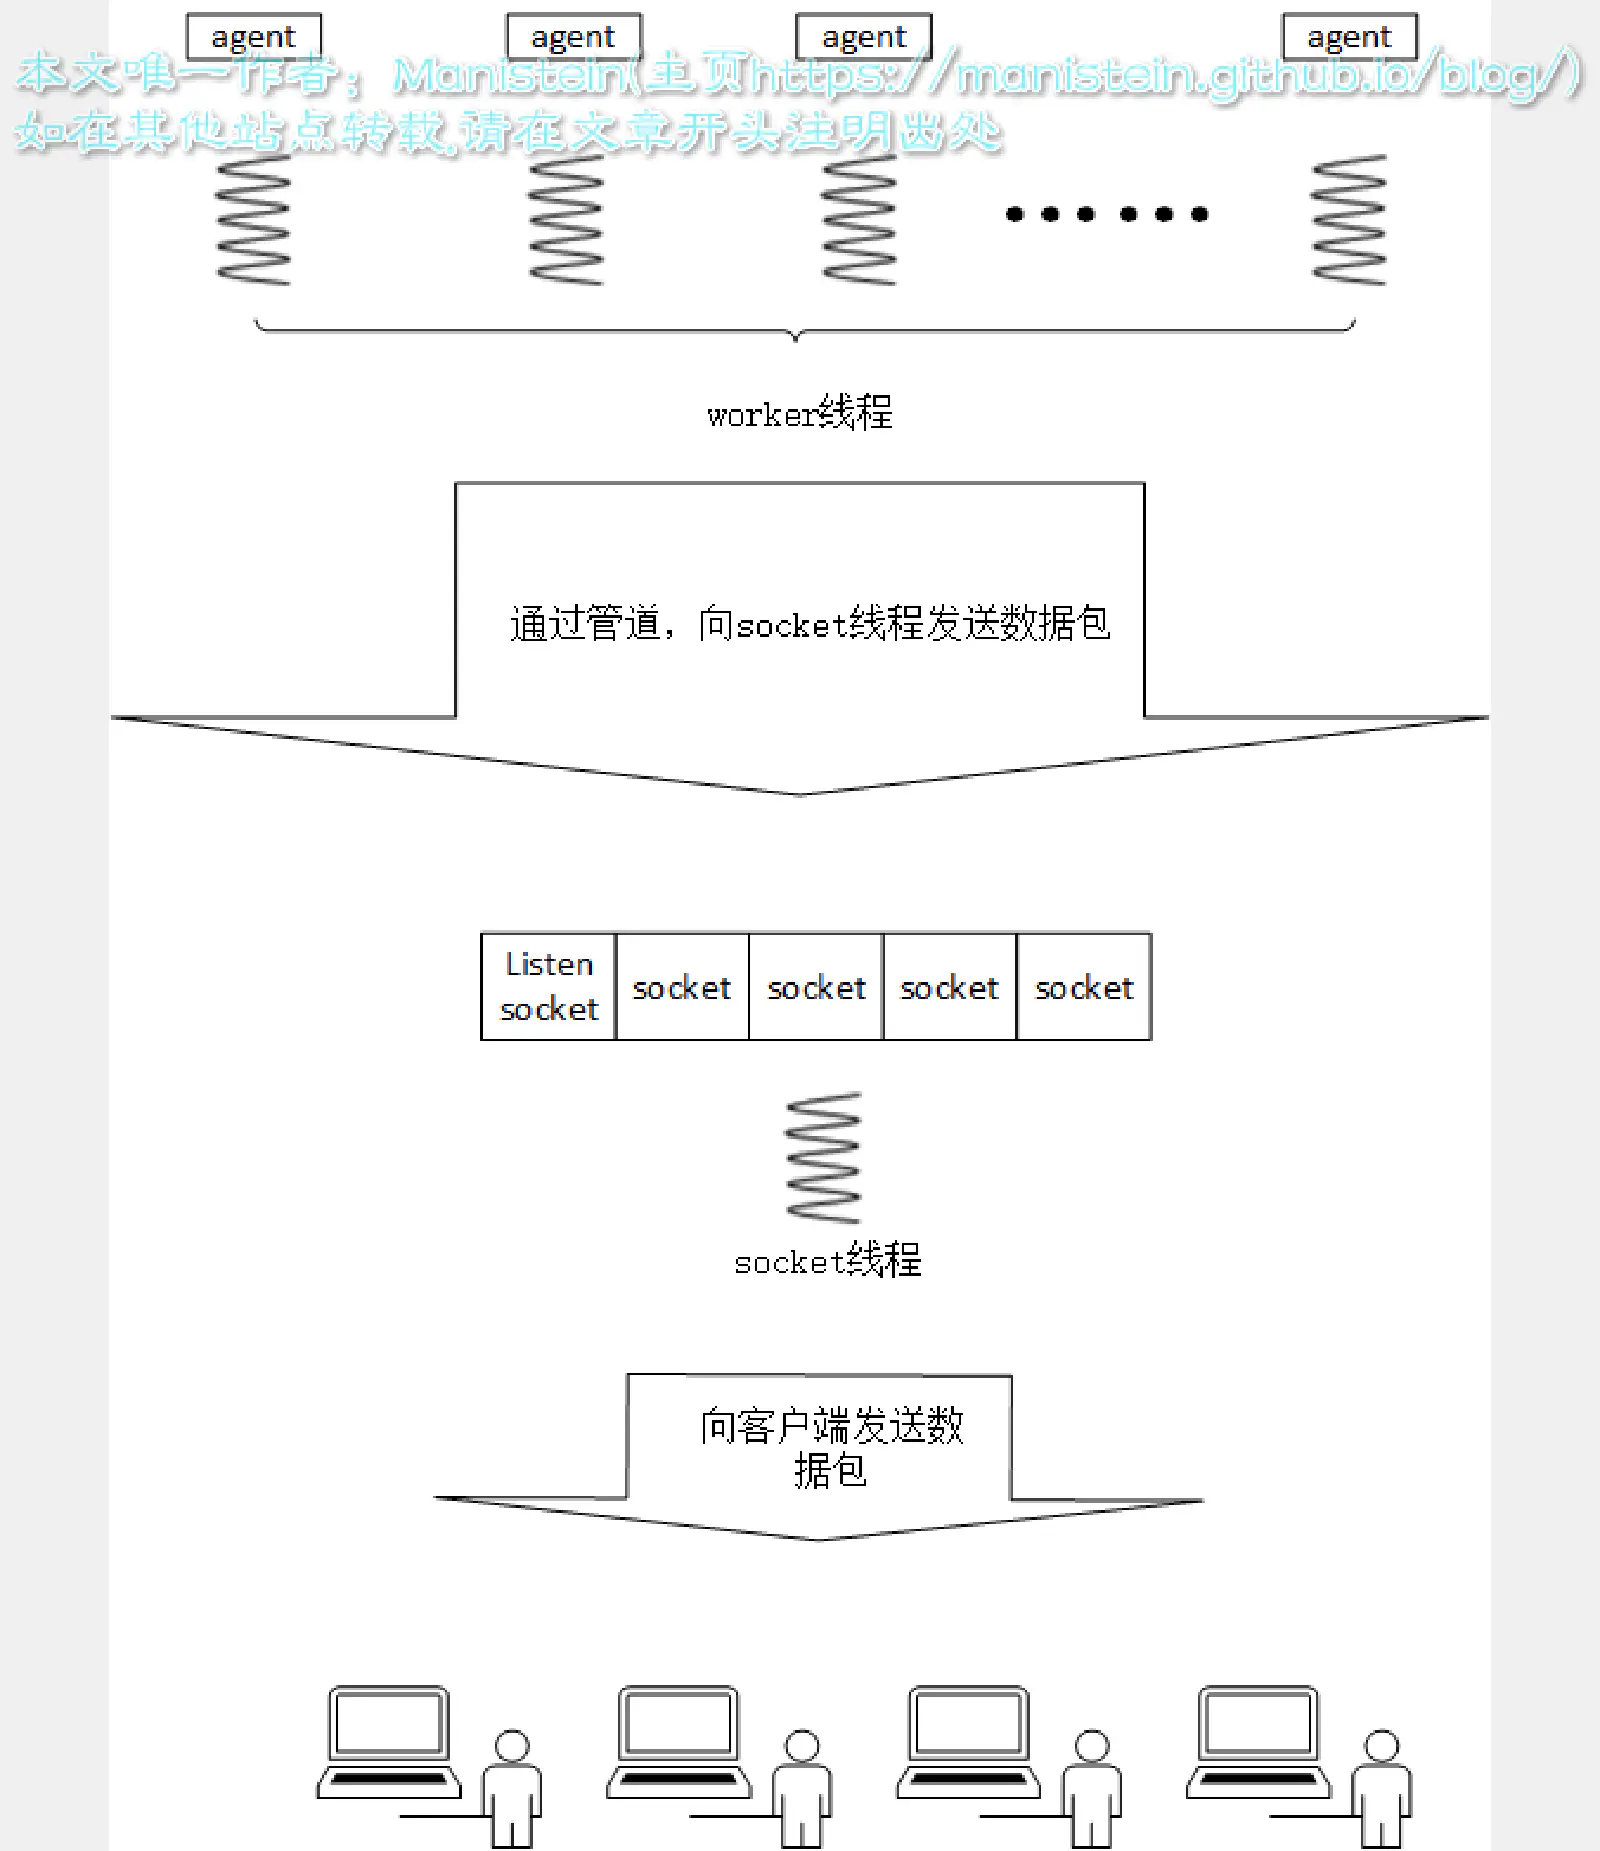 agent agent agent agent
本文唯一作者：Manistein(主页https://manistein.github.io/blog/)
如在其他站点转载,请在文章开头注明出处
worker线程
通过管道，向socket线程发送数据包
Listen
socket
socket socket socket socket
socket线程
向客户端发送数
据包